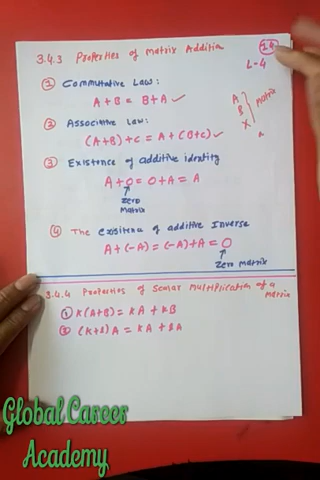 14
L-4
3.4.3 Properties of Matrix Addition
① Commutative Law:
A+B = B+A ✓
② Associative Law:
(A+B)+C = A+(B+C) ✓
A
B
X
} Matrix
a
③ Existence of additive identity
A+O = O+A = A
↑
Zero
Matrix
④ The Exisitena of additive Inverse
A+(-A) = (-A)+A = O
↑
Zero Matrix
3.4.4 Properties of Scalar Multiplication of a
Matrix
① K(A+B) = KA + KB
② (K+l)A = KA + lA
Global Career
Academy